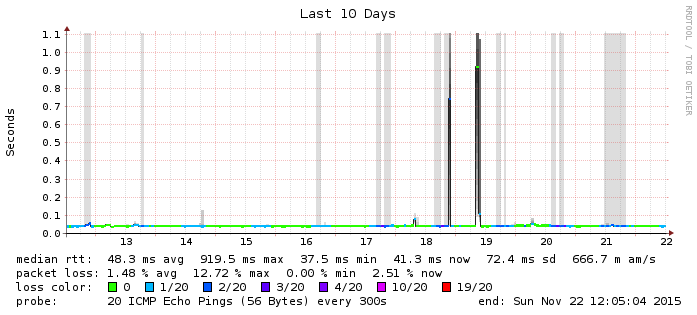 Last 10 Days
RRDTOOL / TOBI OETIKER
Seconds
1.1
1.0
0.9
0.8
0.7
0.6
0.5
0.4
0.3
0.2
0.1
0.0
13 14 15 16 17 18 19 20 21 22
median rtt: 48.3 ms avg 919.5 ms max 37.5 ms min 41.3 ms now 72.4 ms sd 666.7 m am/s
packet loss: 1.48 % avg 12.72 % max 0.00 % min 2.51 % now
loss color: 0 1/20 2/20 3/20 4/20 10/20 19/20
probe: 20 ICMP Echo Pings (56 Bytes) every 300s end: Sun Nov 22 12:05:04 2015